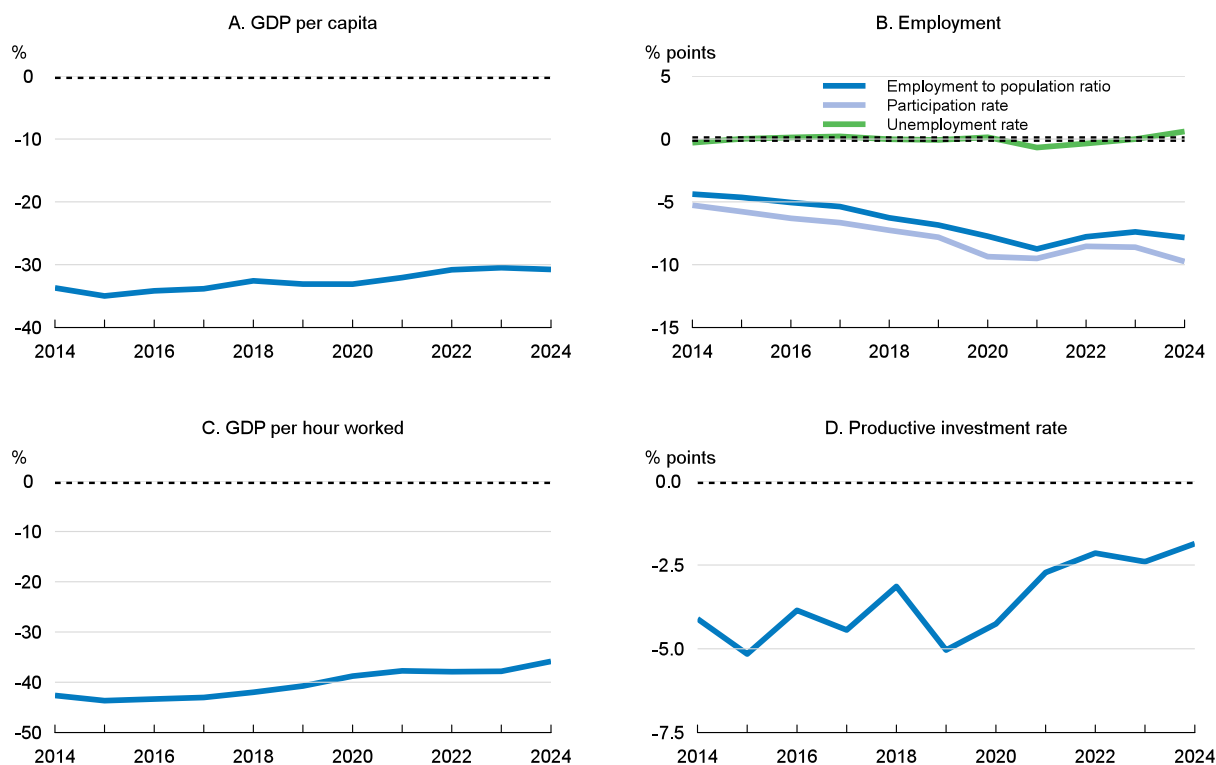 A. GDP per capita
%
0
-10
-20
-30
-40
2014 2016 2018 2020 2022 2024
B. Employment
% points
5
0
-5
-10
-15
Employment to population ratio
Participation rate
Unemployment rate
2014 2016 2018 2020 2022 2024
C. GDP per hour worked
%
0
-10
-20
-30
-40
-50
2014 2016 2018 2020 2022 2024
D. Productive investment rate
% points
0.0
-2.5
-5.0
-7.5
2014 2016 2018 2020 2022 2024